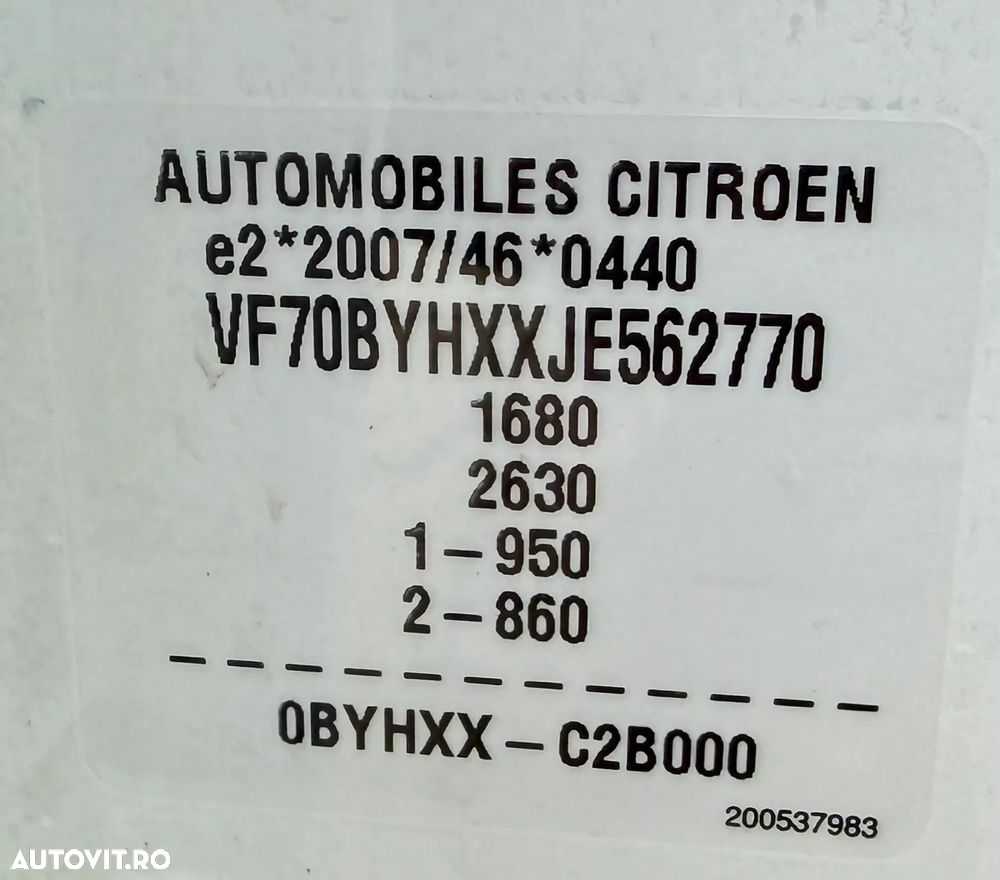 AUTOMOBILES CITROEN
e2*2007/46*0440
VF70BYHXXJE562770
1680
2630
1-950
2-860
- - - - - - - - - - - -
0BYHXX-C2B000
200537983
AUTOVIT.RO